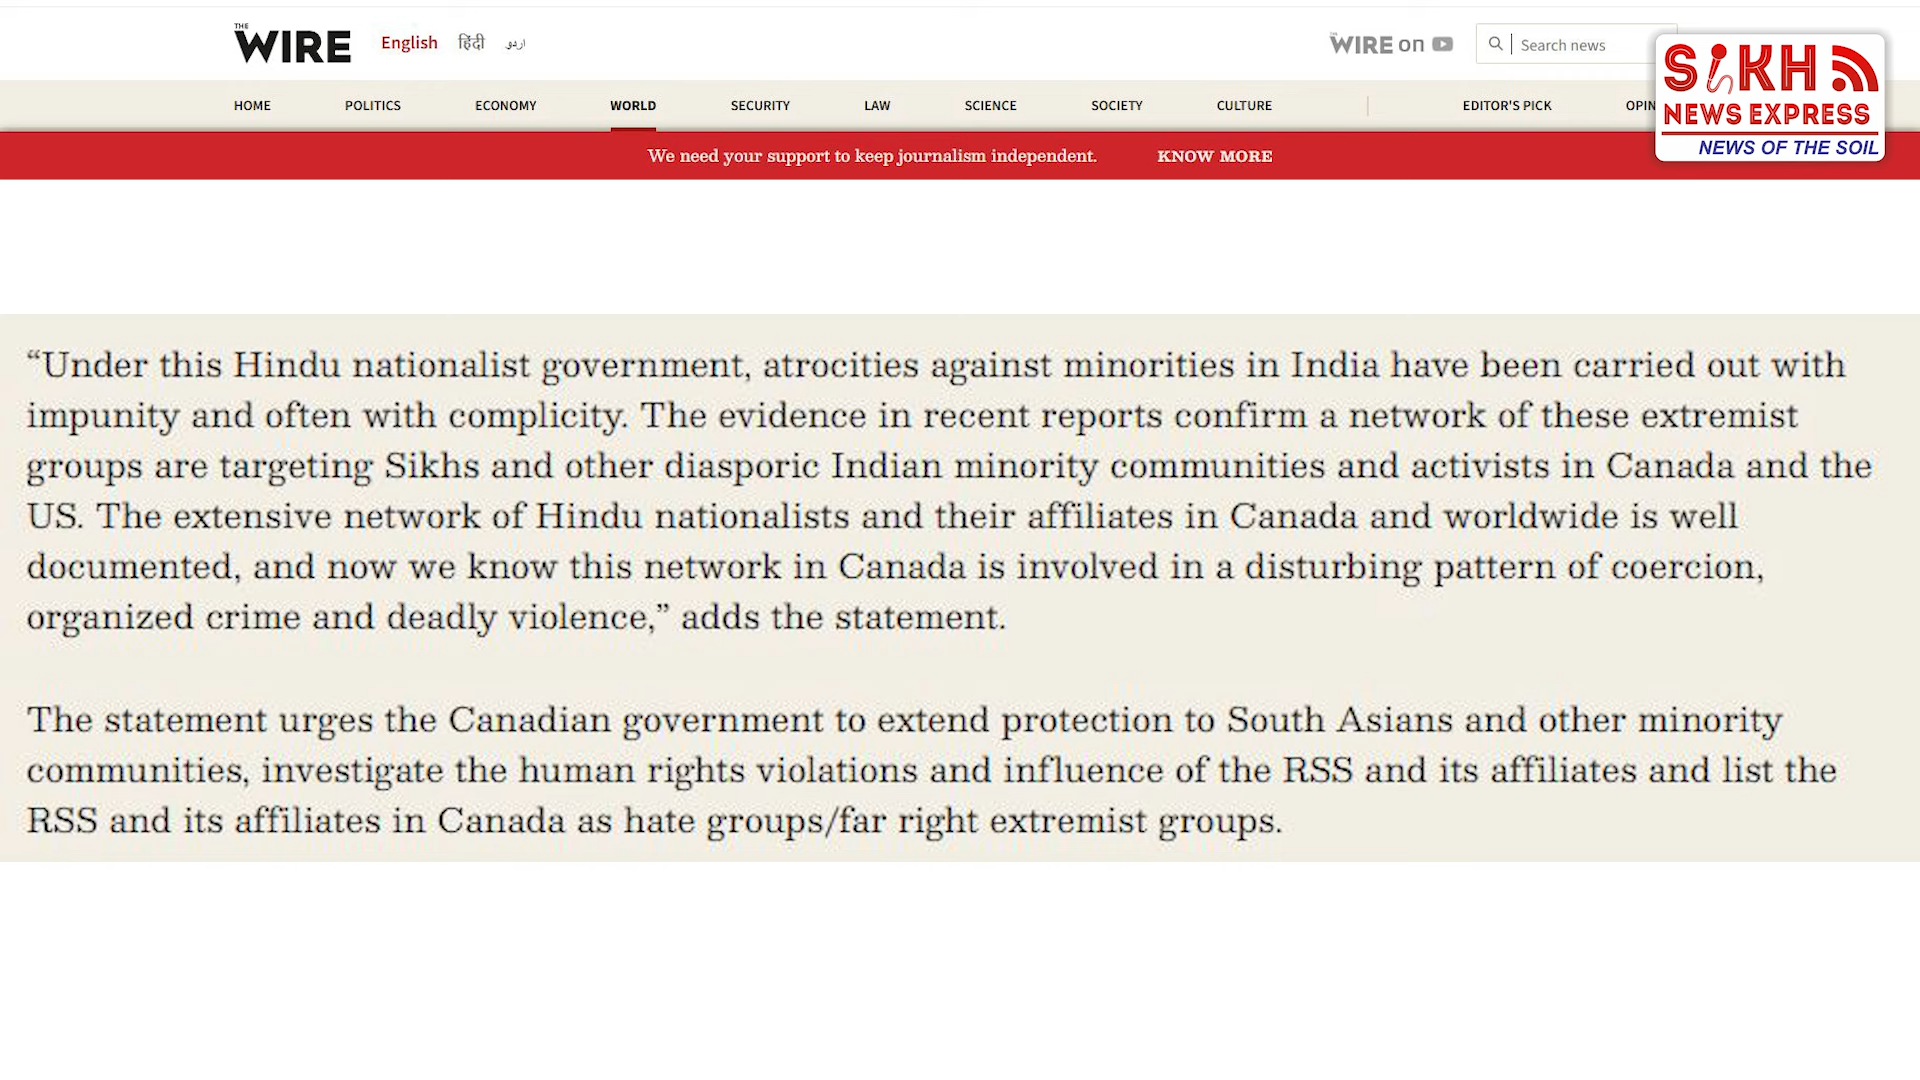 THE
WIRE
English हिंदी اردو
THE
WIRE on
Search news
SIKH
NEWS EXPRESS
NEWS OF THE SOIL
HOME POLITICS ECONOMY WORLD SECURITY LAW SCIENCE SOCIETY CULTURE EDITOR'S PICK
We need your support to keep journalism independent. KNOW MORE
“Under this Hindu nationalist government, atrocities against minorities in India have been carried out with
impunity and often with complicity. The evidence in recent reports confirm a network of these extremist
groups are targeting Sikhs and other diasporic Indian minority communities and activists in Canada and the
US. The extensive network of Hindu nationalists and their affiliates in Canada and worldwide is well
documented, and now we know this network in Canada is involved in a disturbing pattern of coercion,
organized crime and deadly violence,” adds the statement.
The statement urges the Canadian government to extend protection to South Asians and other minority
communities, investigate the human rights violations and influence of the RSS and its affiliates and list the
RSS and its affiliates in Canada as hate groups/far right extremist groups.